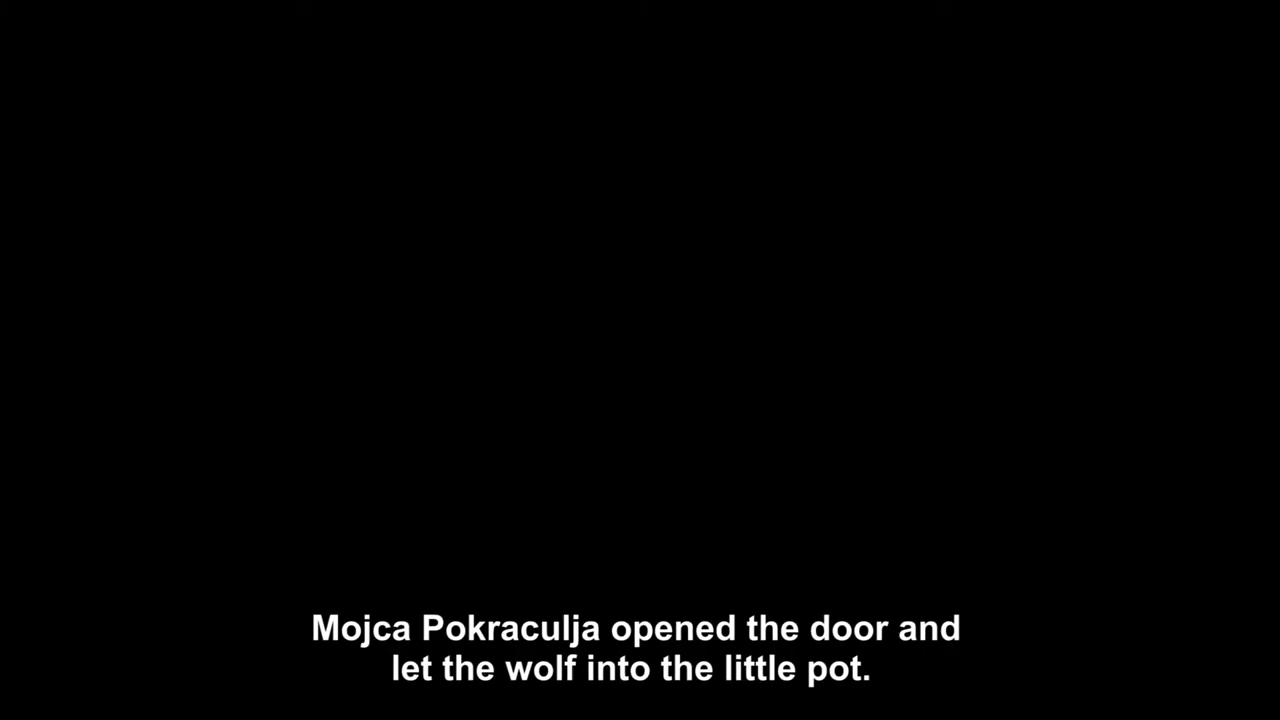 Mojca Pokraculja opened the door and
let the wolf into the little pot.